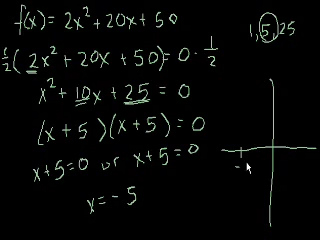 f(x) = 2x² + 20x + 50
1, 5, 25
1/2 (2x² + 20x + 50) = 0 · 1/2
x² + 10x + 25 = 0
(x + 5)(x + 5) = 0
x + 5 = 0 or x + 5 = 0
x = - 5
-